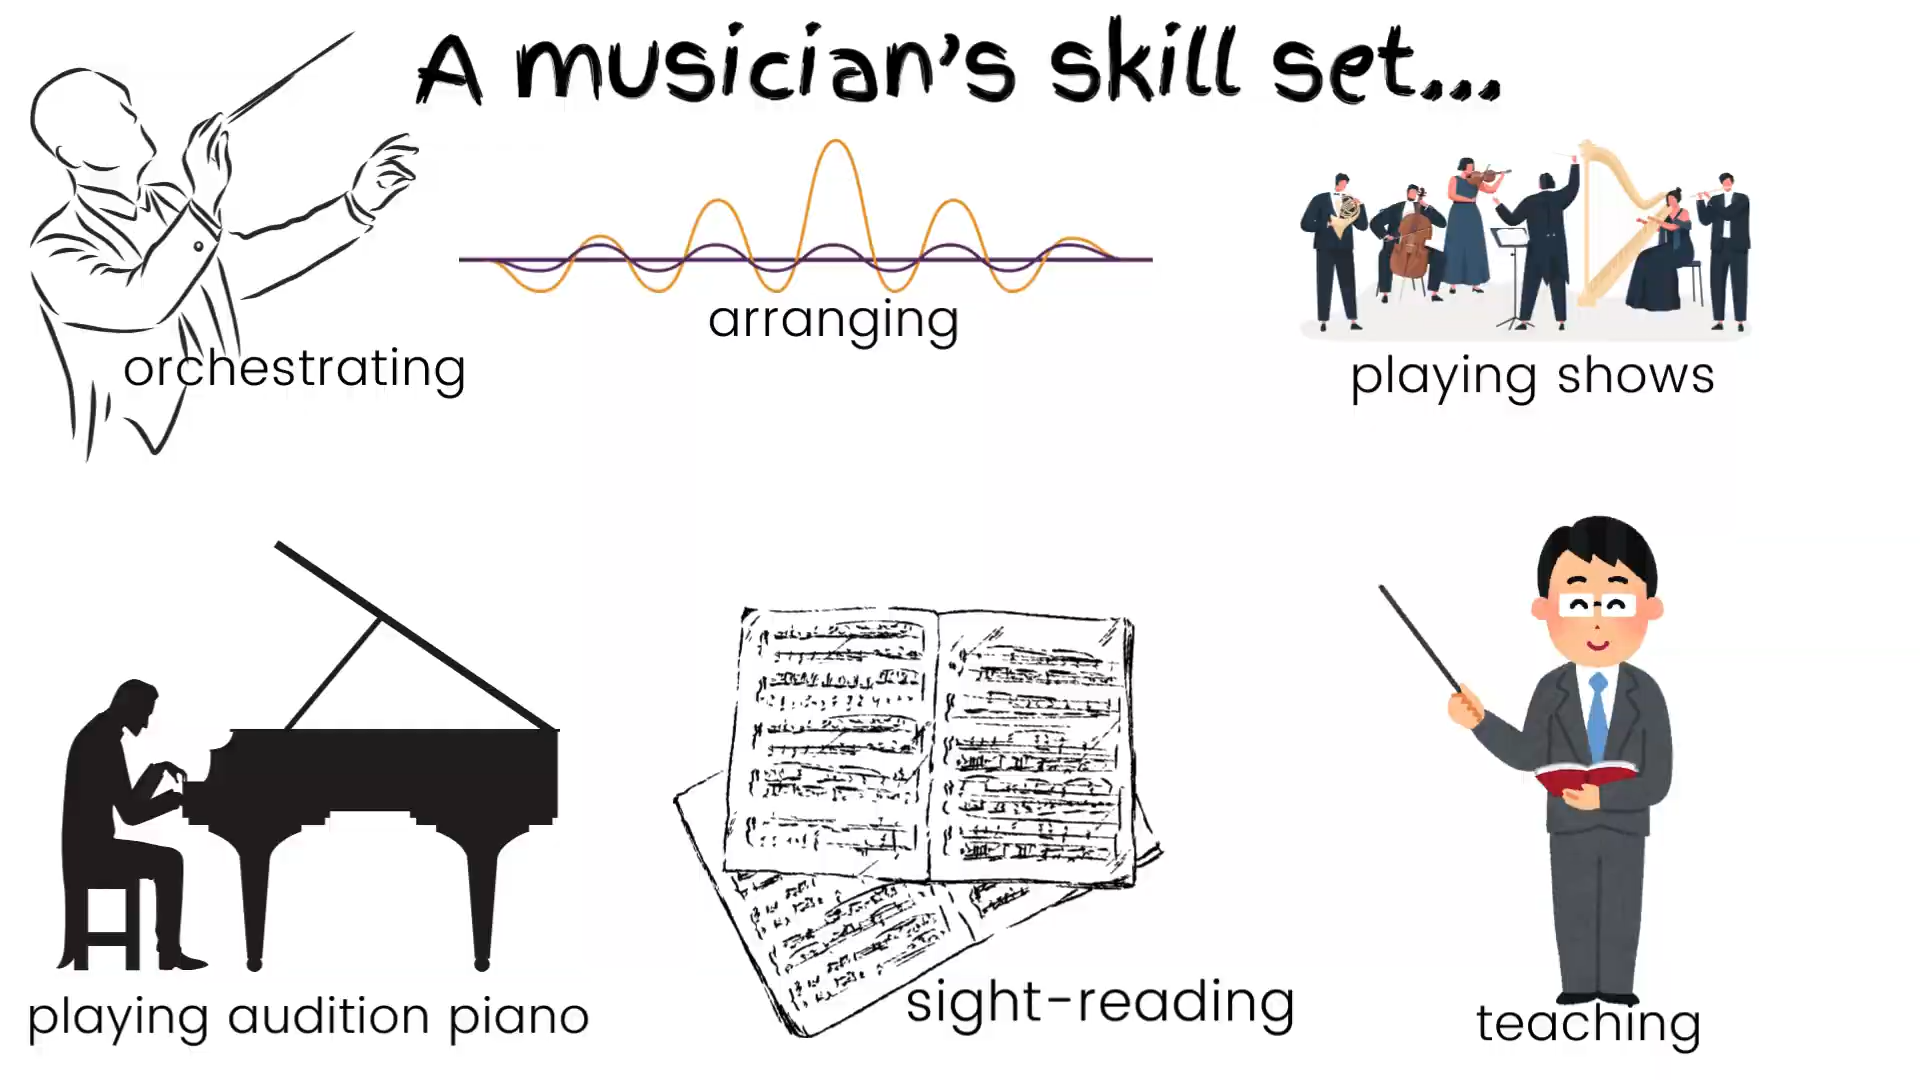 A musician's skill set...
orchestrating
arranging
playing shows
playing audition piano
sight-reading
teaching